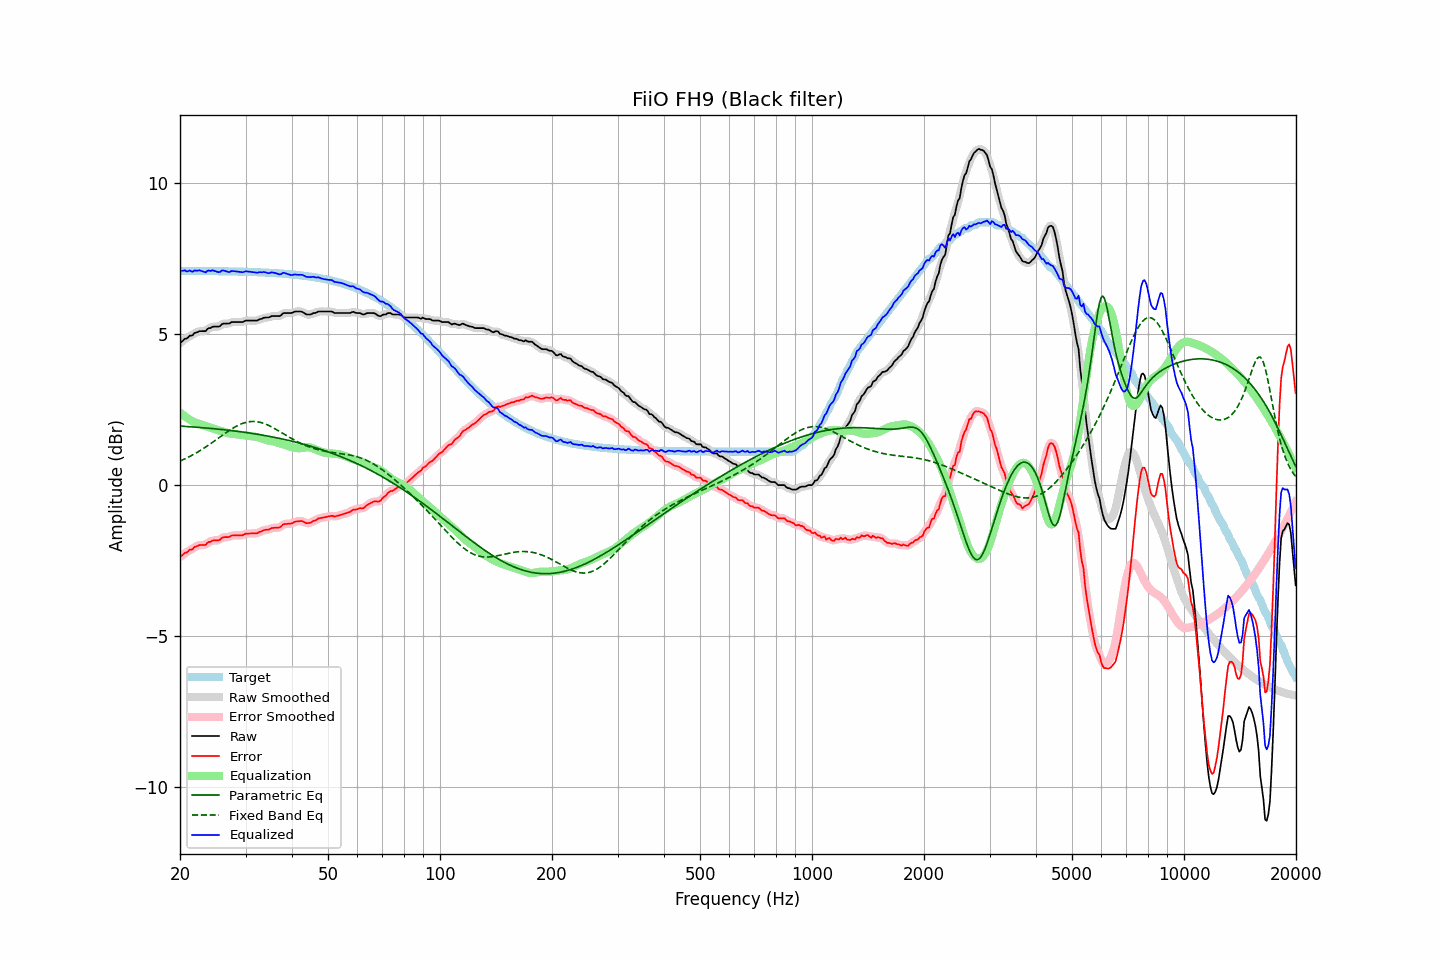 FiiO FH9 (Black filter)
Amplitude (dBr)
10
5
0
−5
−10
Target
Raw Smoothed
Error Smoothed
Raw
Error
Equalization
Parametric Eq
Fixed Band Eq
Equalized
20 50 100 200 500 1000 2000 5000 10000 20000
Frequency (Hz)